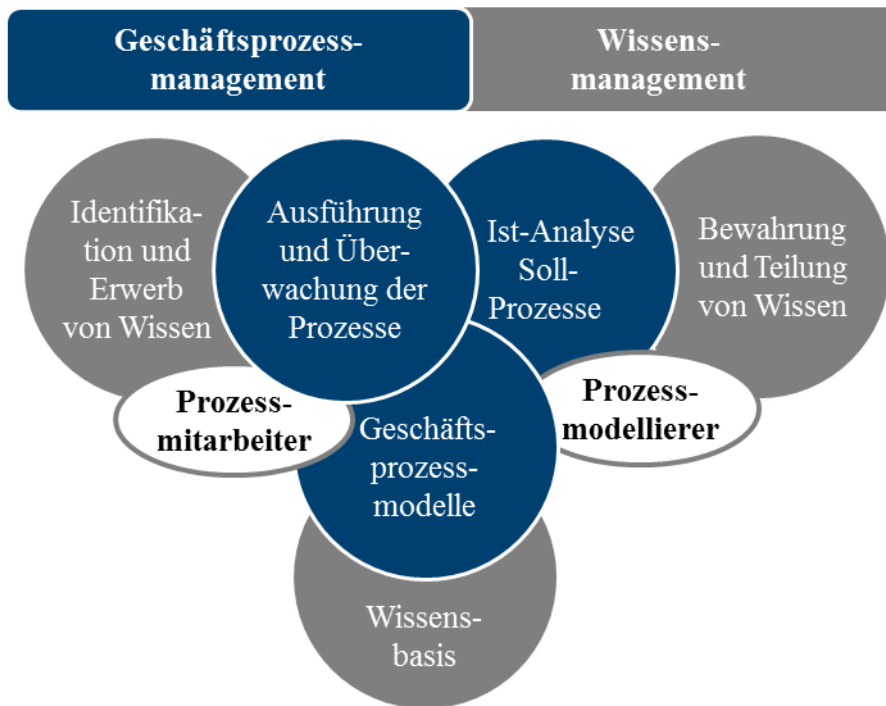 Geschäftsprozess-
management
Wissens-
management
Identifika-
tion und
Erwerb
von Wissen
Ausführung
und Über-
wachung der
Prozesse
Ist-Analyse
Soll-
Prozesse
Bewahrung
und Teilung
von Wissen
Prozess-
mitarbeiter
Prozess-
modellierer
Geschäfts-
prozess-
modelle
Wissens-
basis